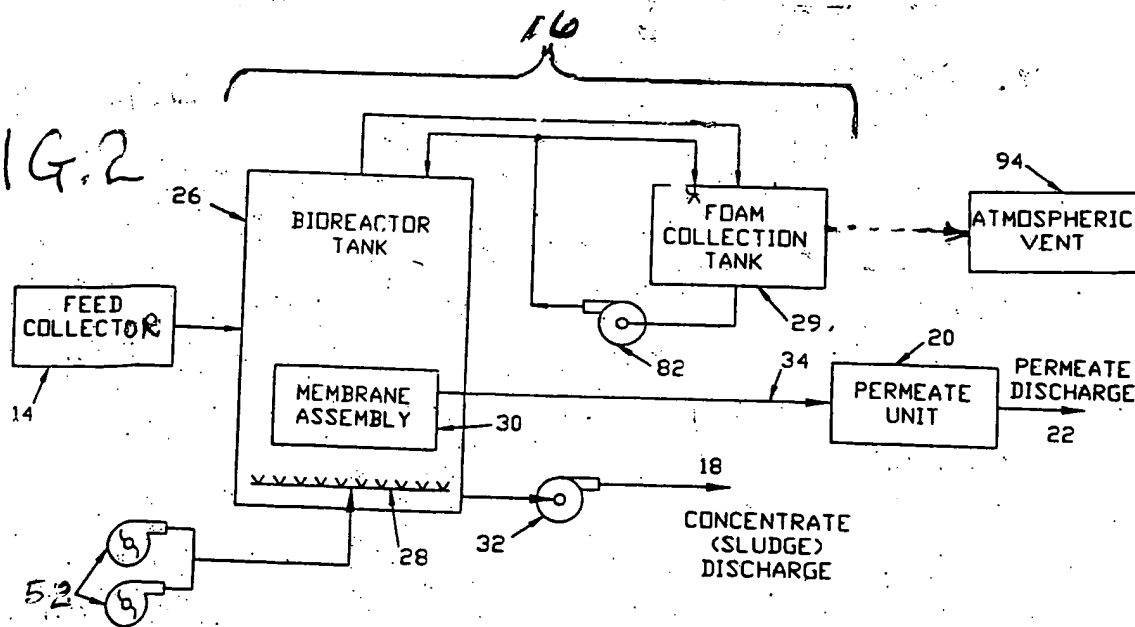 16
IG.2
94
26
BIOREACTOR
TANK
FOAM
COLLECTION
TANK
ATMOSPHERIC
VENT
FEED
COLLECTOR
29
82
34
20
PERMEATE
DISCHARGE
14
MEMBRANE
ASSEMBLY
30
PERMEATE
UNIT
22
18
28
32
CONCENTRATE
(SLUDGE)
DISCHARGE
52